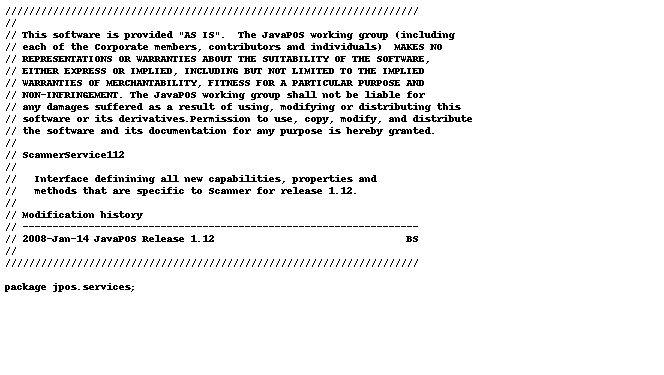 //////////////////////////////////////////////////////////////////////
//
// This software is provided "AS IS".  The JavaPOS working group (including
// each of the Corporate members, contributors and individuals)  MAKES NO
// REPRESENTATIONS OR WARRANTIES ABOUT THE SUITABILITY OF THE SOFTWARE,
// EITHER EXPRESS OR IMPLIED, INCLUDING BUT NOT LIMITED TO THE IMPLIED
// WARRANTIES OF MERCHANTABILITY, FITNESS FOR A PARTICULAR PURPOSE AND
// NON-INFRINGEMENT. The JavaPOS working group shall not be liable for
// any damages suffered as a result of using, modifying or distributing this
// software or its derivatives.Permission to use, copy, modify, and distribute
// the software and its documentation for any purpose is hereby granted.
//
// ScannerService112
//
//   Interface definining all new capabilities, properties and
//   methods that are specific to Scanner for release 1.12.
//
// Modification history
// ------------------------------------------------------------------
// 2008-Jan-14 JavaPOS Release 1.12                                BS
//
//////////////////////////////////////////////////////////////////////
package jpos.services;